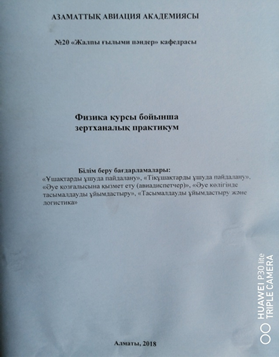 АЗАМАТТЫҚ АВИАЦИЯ АКАДЕМИЯСЫ
№20 «Жалпы ғылыми пәндер» кафедрасы
Физика курсы бойынша
зертханалық практикум
Білім беру бағдарламалары:
«Ұшақтарды ұшуда пайдалану», «Тікұшақтарды ұшуда пайдалану»,
«Әуе қозғалысына қызмет ету (авиадиспетчер)», «Әуе көлігінде
тасымалдауды ұйымдастыру», «Тасымалдауды ұйымдастыру және
логистика»
Алматы, 2018
HUAWEI P30 lite
TRIPLE CAMERA